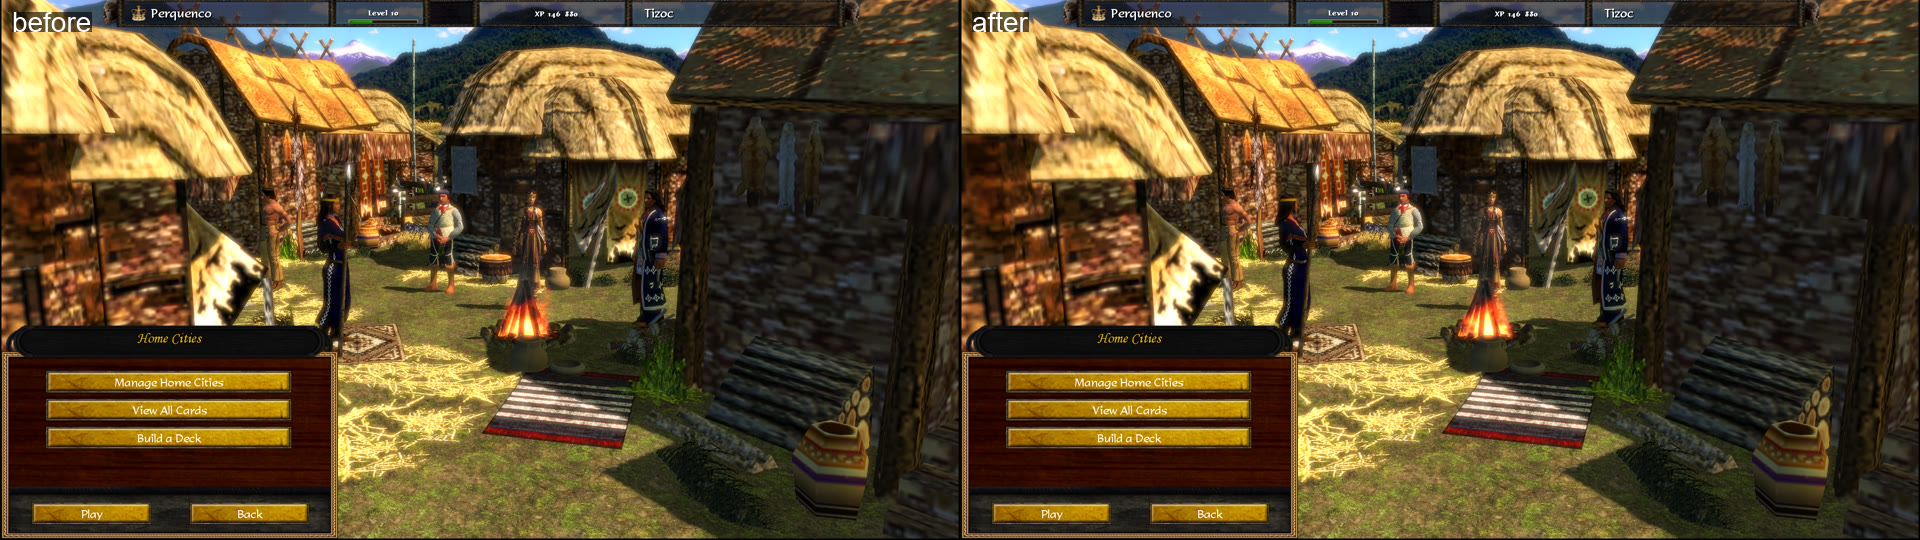 before
Perquenco
Level 10
XP 146 880
Tizoc
Home Cities
Manage Home Cities
View All Cards
Build a Deck
Play
Back
after
Perquenco
Level 10
XP 146 880
Tizoc
Home Cities
Manage Home Cities
View All Cards
Build a Deck
Play
Back